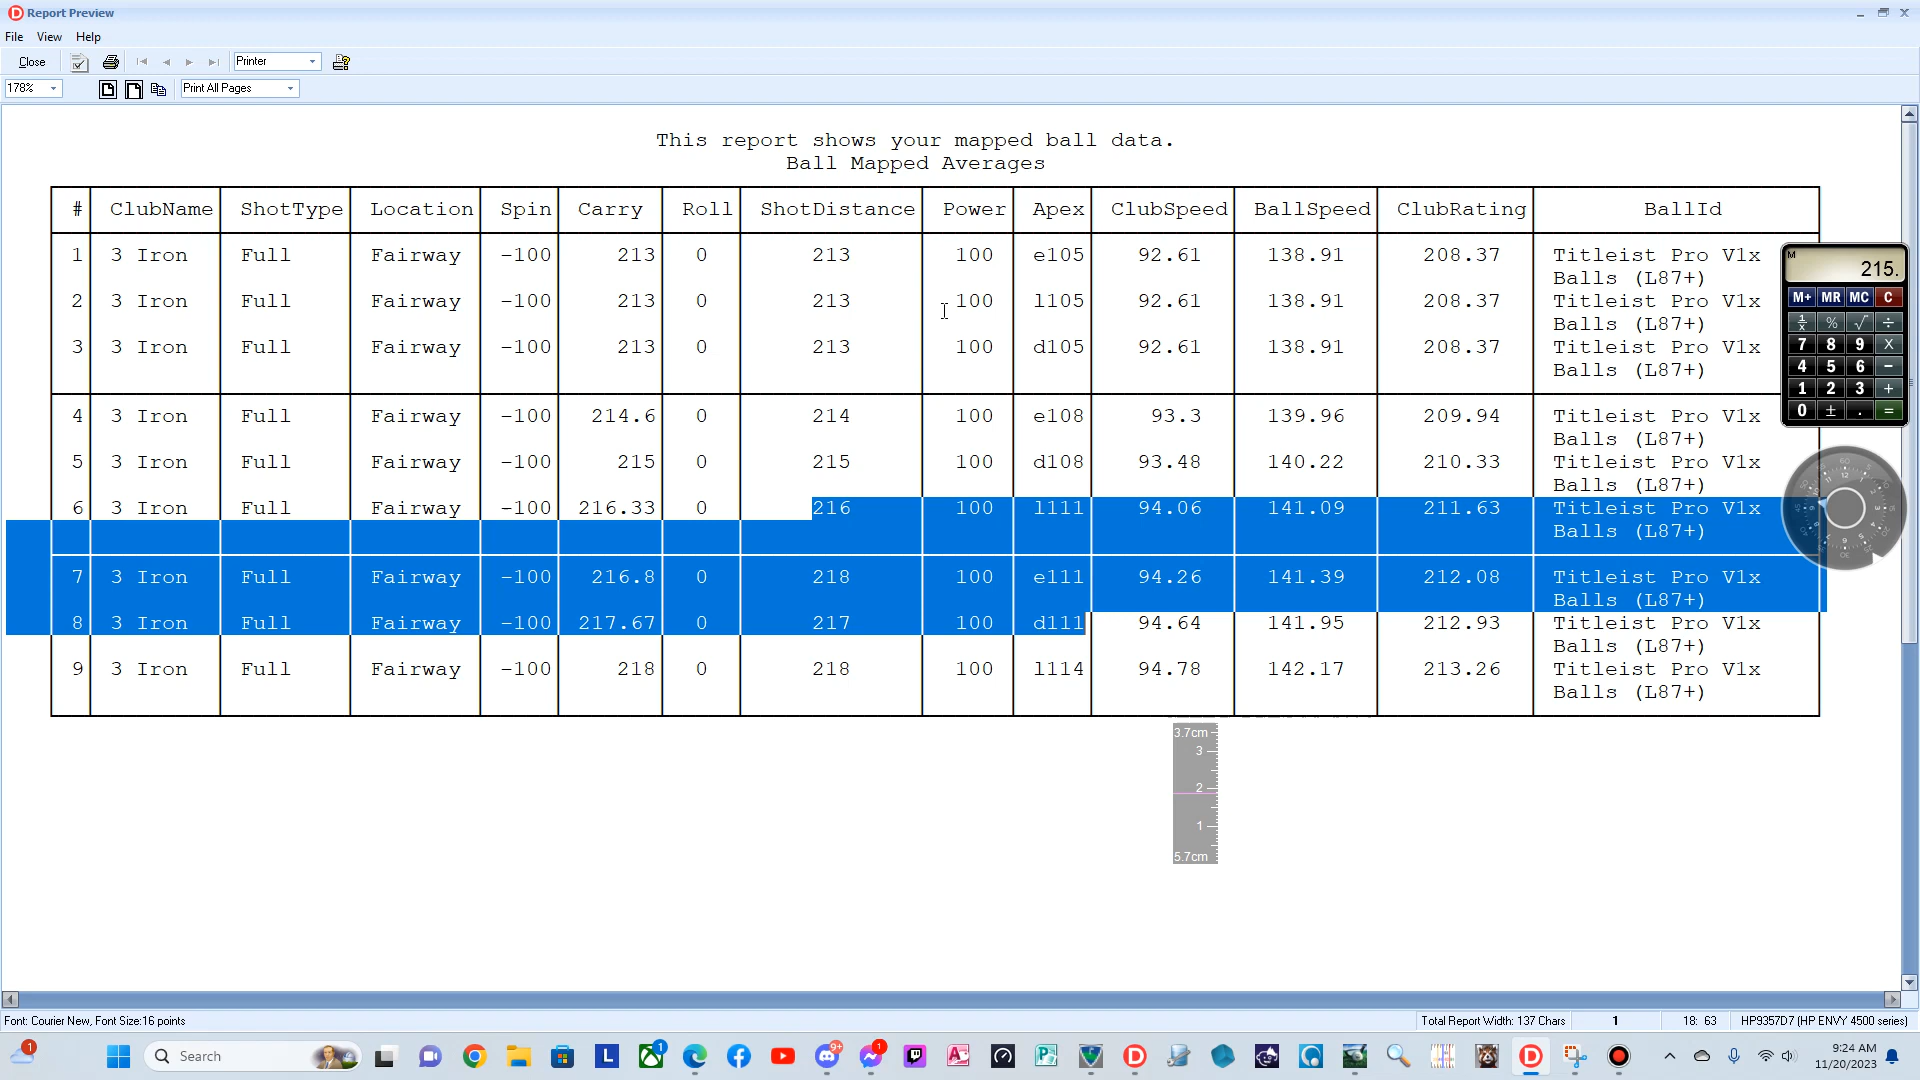 Report Preview
File View Help
Close Printer
178% Print All Pages
This report shows your mapped ball data.
Ball Mapped Averages
# ClubName ShotType Location Spin Carry Roll ShotDistance Power Apex ClubSpeed BallSpeed ClubRating BallId
1 3 Iron Full Fairway -100 213 0 213 100 e105 92.61 138.91 208.37 Titleist Pro V1x
Balls (L87+)
2 3 Iron Full Fairway -100 213 0 213 100 l105 92.61 138.91 208.37 Titleist Pro V1x
Balls (L87+)
3 3 Iron Full Fairway -100 213 0 213 100 d105 92.61 138.91 208.37 Titleist Pro V1x
Balls (L87+)
4 3 Iron Full Fairway -100 214.6 0 214 100 e108 93.3 139.96 209.94 Titleist Pro V1x
Balls (L87+)
5 3 Iron Full Fairway -100 215 0 215 100 d108 93.48 140.22 210.33 Titleist Pro V1x
Balls (L87+)
6 3 Iron Full Fairway -100 216.33 0 216 100 l111 94.06 141.09 211.63 Titleist Pro V1x
Balls (L87+)
7 3 Iron Full Fairway -100 216.8 0 218 100 e111 94.26 141.39 212.08 Titleist Pro V1x
Balls (L87+)
8 3 Iron Full Fairway -100 217.67 0 217 100 d111 94.64 141.95 212.93 Titleist Pro V1x
Balls (L87+)
9 3 Iron Full Fairway -100 218 0 218 100 l114 94.78 142.17 213.26 Titleist Pro V1x
Balls (L87+)
M 215.
M+ MR MC C
1/x % √ ÷
7 8 9 X
4 5 6 −
1 2 3 +
0 ± . =
3.7cm
3
2
1
5.7cm
Font: Courier New, Font Size:16 points Total Report Width: 137 Chars 1 18: 63 HP9357D7 (HP ENVY 4500 series)
Search
9:24 AM
11/20/2023